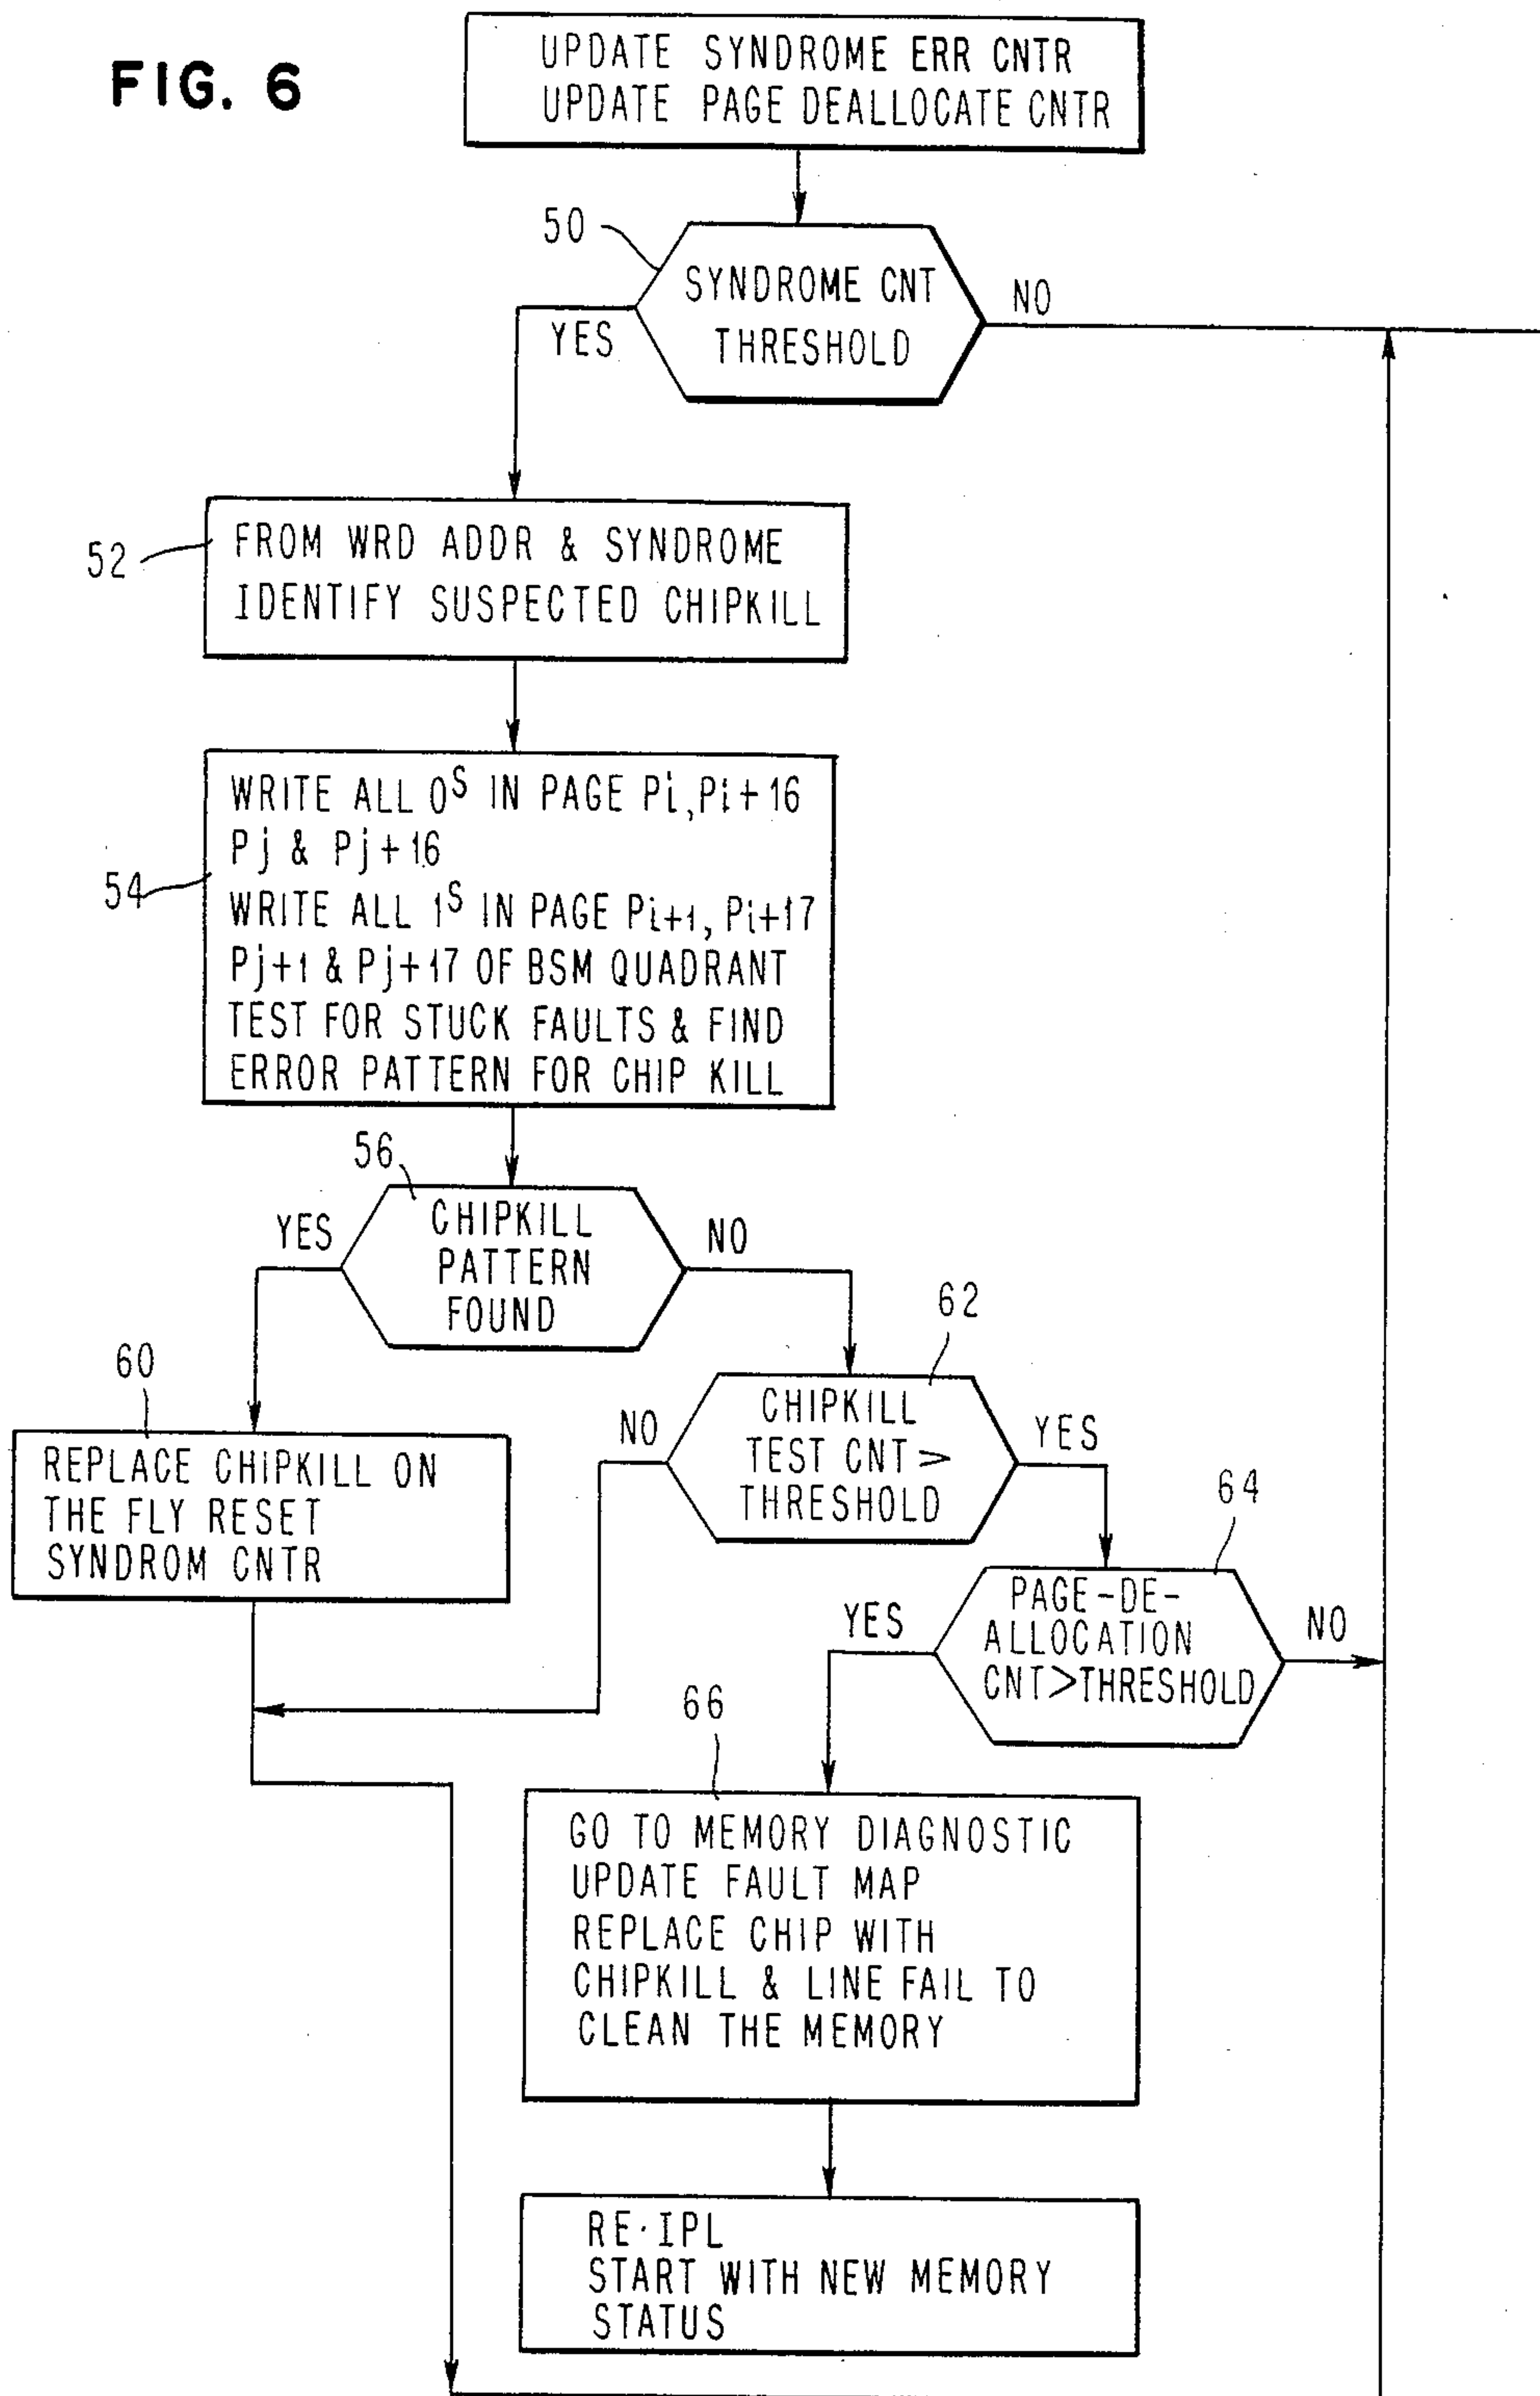 FIG. 6
UPDATE SYNDROME ERR CNTR
UPDATE PAGE DEALLOCATE CNTR
50
SYNDROME CNT
THRESHOLD
YES
NO
52
FROM WRD ADDR & SYNDROME
IDENTIFY SUSPECTED CHIPKILL
54
WRITE ALL 0S IN PAGE Pi, Pi+16
Pj & Pj+16
WRITE ALL 1S IN PAGE Pi+1, Pi+17
Pj+1 & Pj+17 OF BSM QUADRANT
TEST FOR STUCK FAULTS & FIND
ERROR PATTERN FOR CHIP KILL
56
CHIPKILL
PATTERN
FOUND
YES
NO
60
REPLACE CHIPKILL ON
THE FLY RESET
SYNDROM CNTR
62
CHIPKILL
TEST CNT >
THRESHOLD
NO
YES
64
PAGE-DE-
ALLOCATION
CNT>THRESHOLD
YES
NO
66
GO TO MEMORY DIAGNOSTIC
UPDATE FAULT MAP
REPLACE CHIP WITH
CHIPKILL & LINE FAIL TO
CLEAN THE MEMORY
RE·IPL
START WITH NEW MEMORY
STATUS